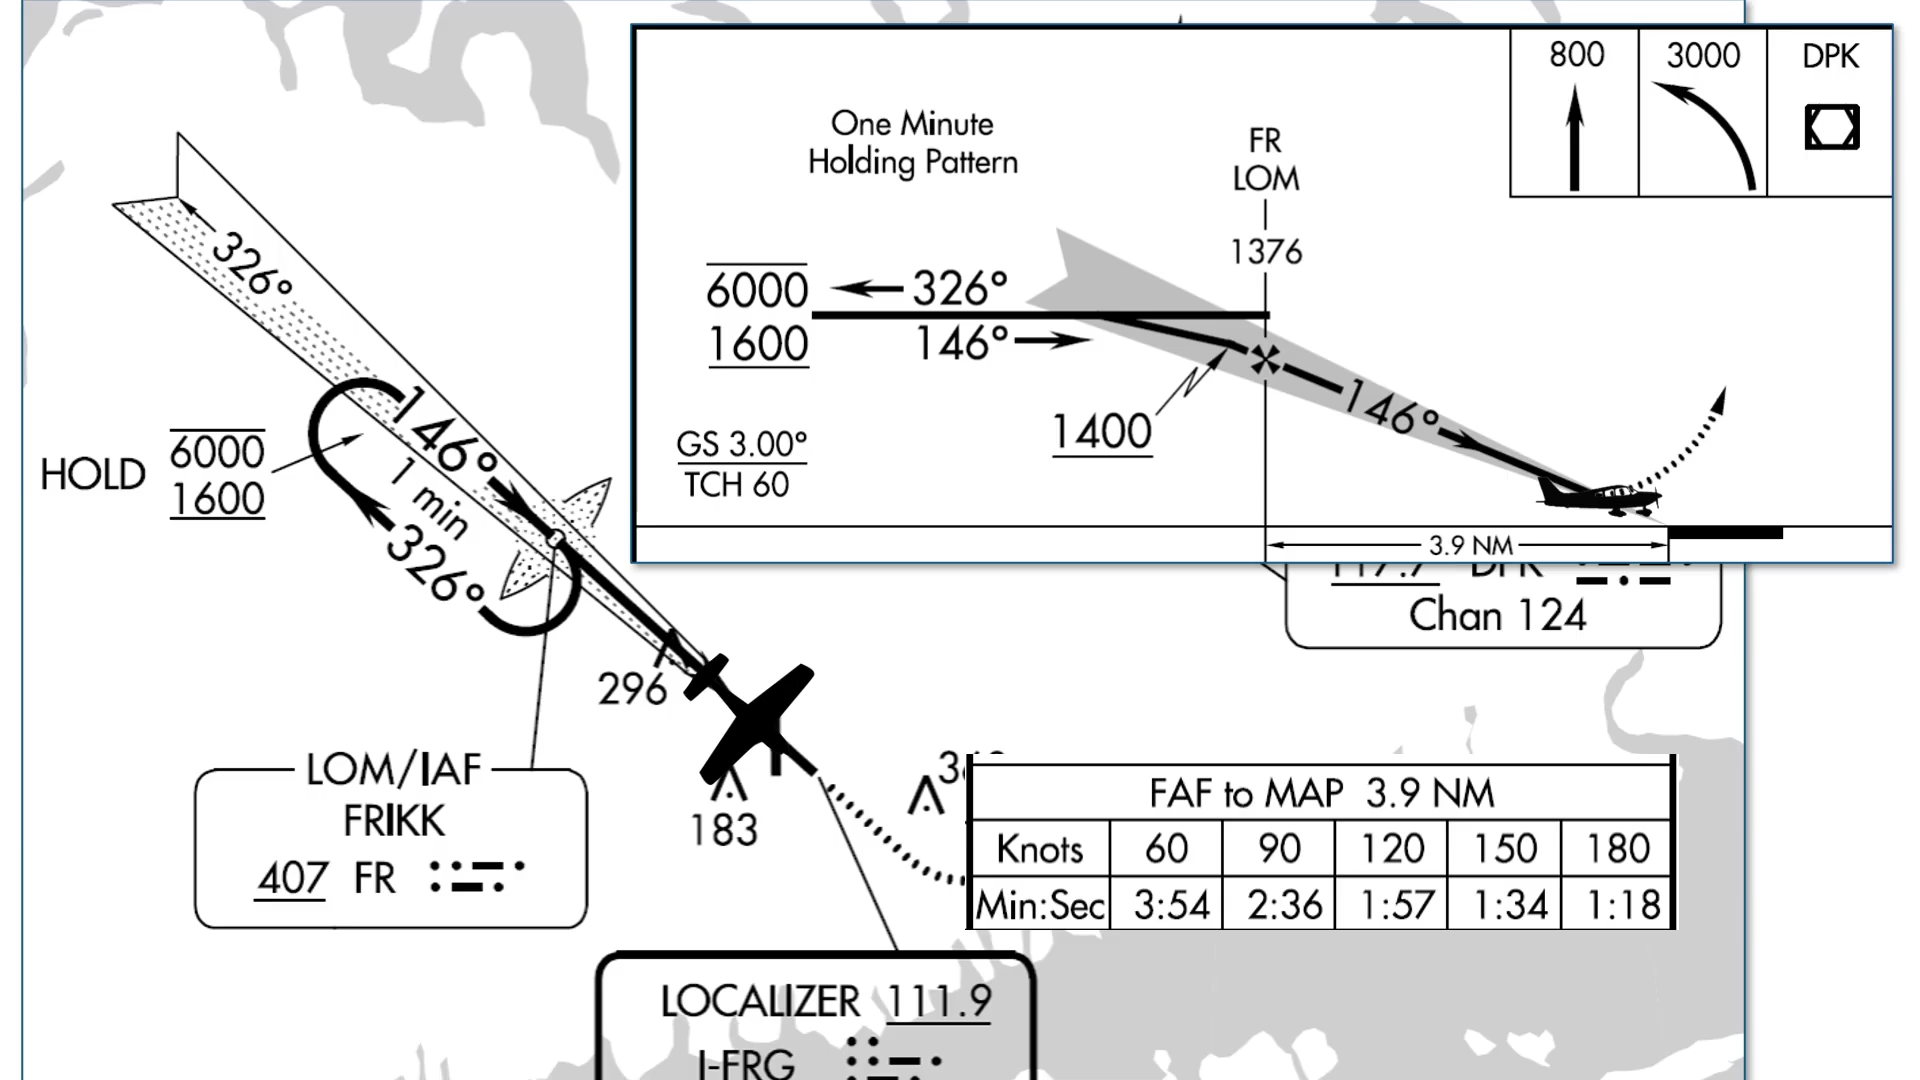 800 3000 DPK
One Minute
Holding Pattern
FR
LOM
1376
6000 326°
1600 146°
1400
146°
GS 3.00°
TCH 60
3.9 NM
326°
146°
1 min
326°
HOLD 6000
1600
296
183
LOM/IAF
FRIKK
407 FR
Chan 124
FAF to MAP 3.9 NM
Knots 60 90 120 150 180
Min:Sec 3:54 2:36 1:57 1:34 1:18
LOCALIZER 111.9
I-FRG